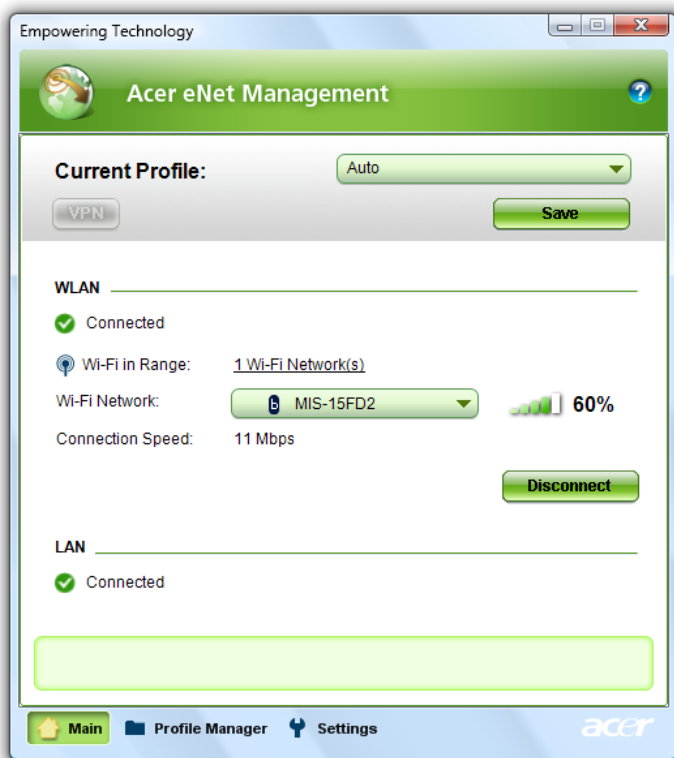 Empowering Technology
Acer eNet Management
?
Current Profile:
Auto
VPN
Save
WLAN
Connected
Wi-Fi in Range:
1 Wi-Fi Network(s)
Wi-Fi Network:
b MIS-15FD2
60%
Connection Speed:
11 Mbps
Disconnect
LAN
Connected
Main
Profile Manager
Settings
acer